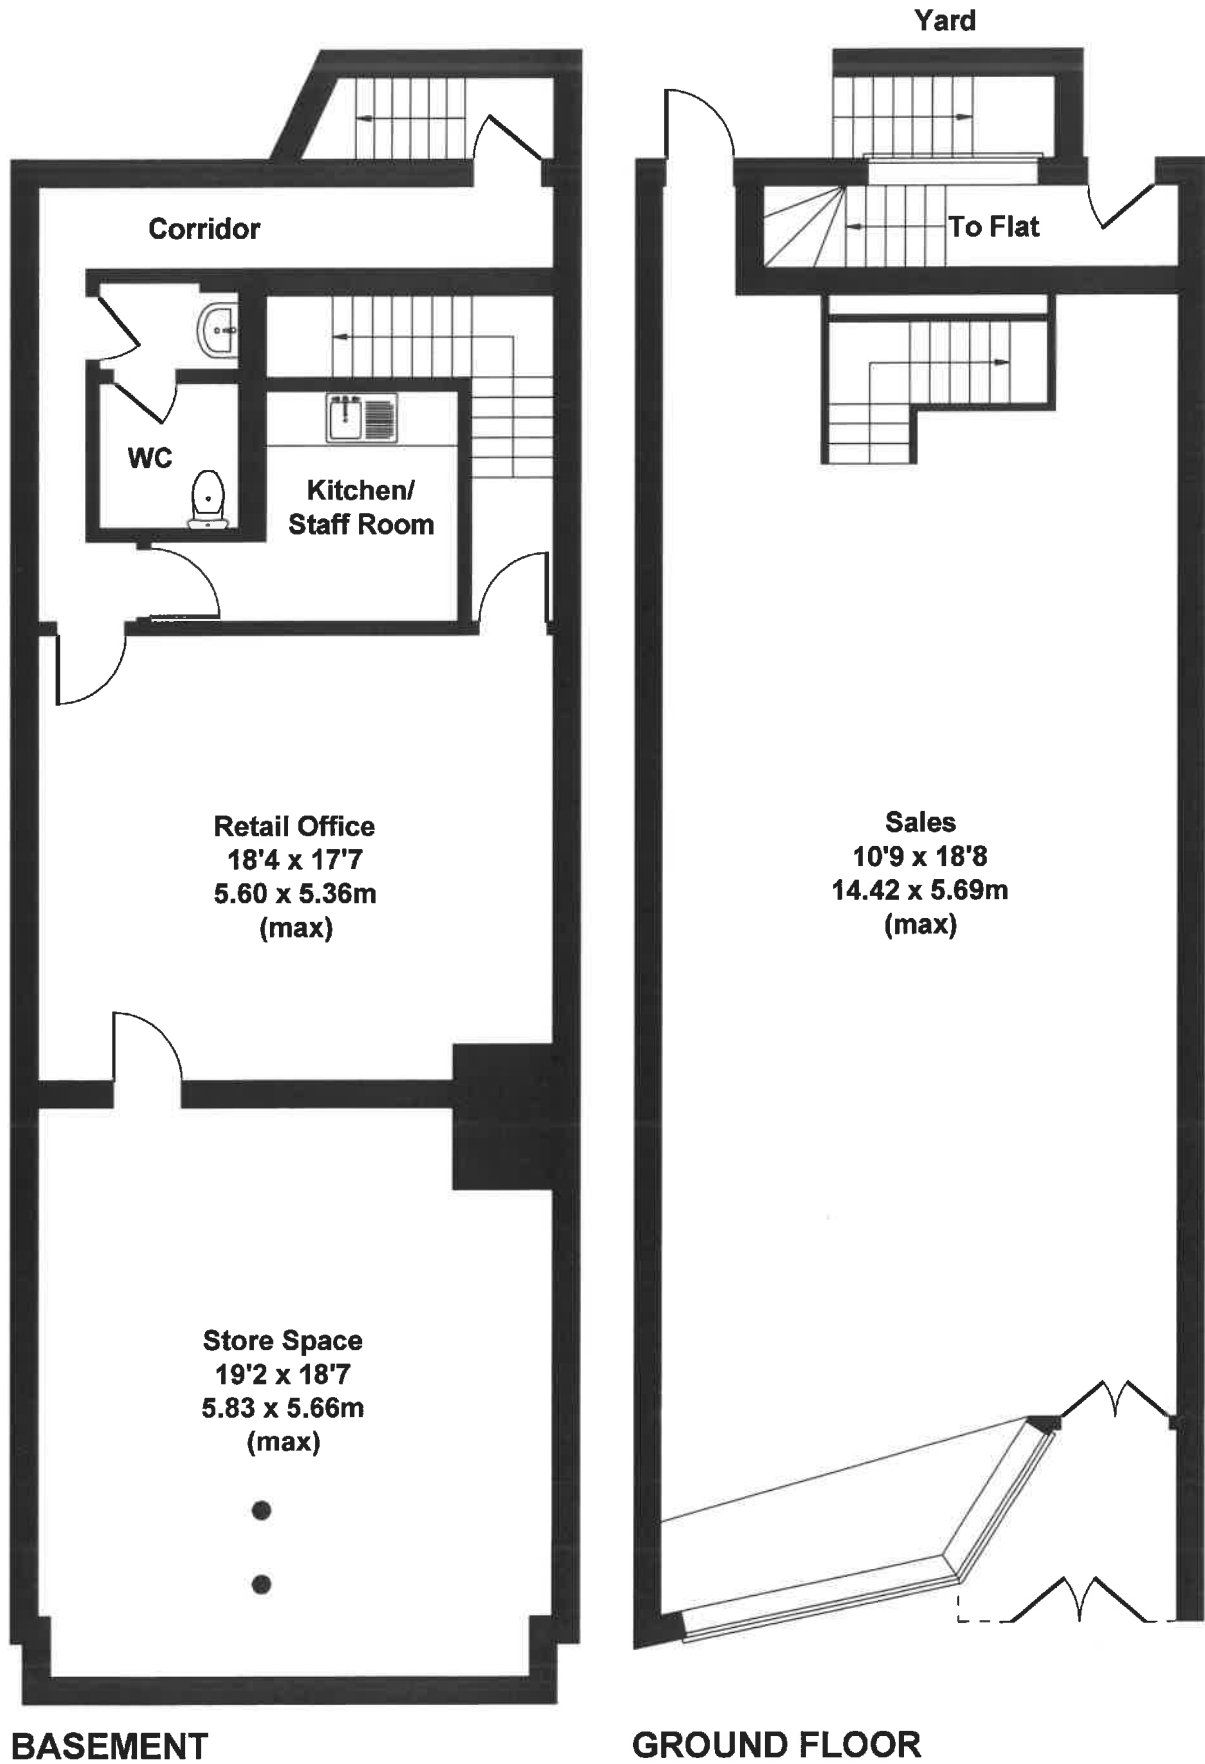 Yard
Corridor
To Flat
WC
Kitchen/
Staff Room
Retail Office
18'4 x 17'7
5.60 x 5.36m
(max)
Sales
10'9 x 18'8
14.42 x 5.69m
(max)
Store Space
19'2 x 18'7
5.83 x 5.66m
(max)
BASEMENT
GROUND FLOOR